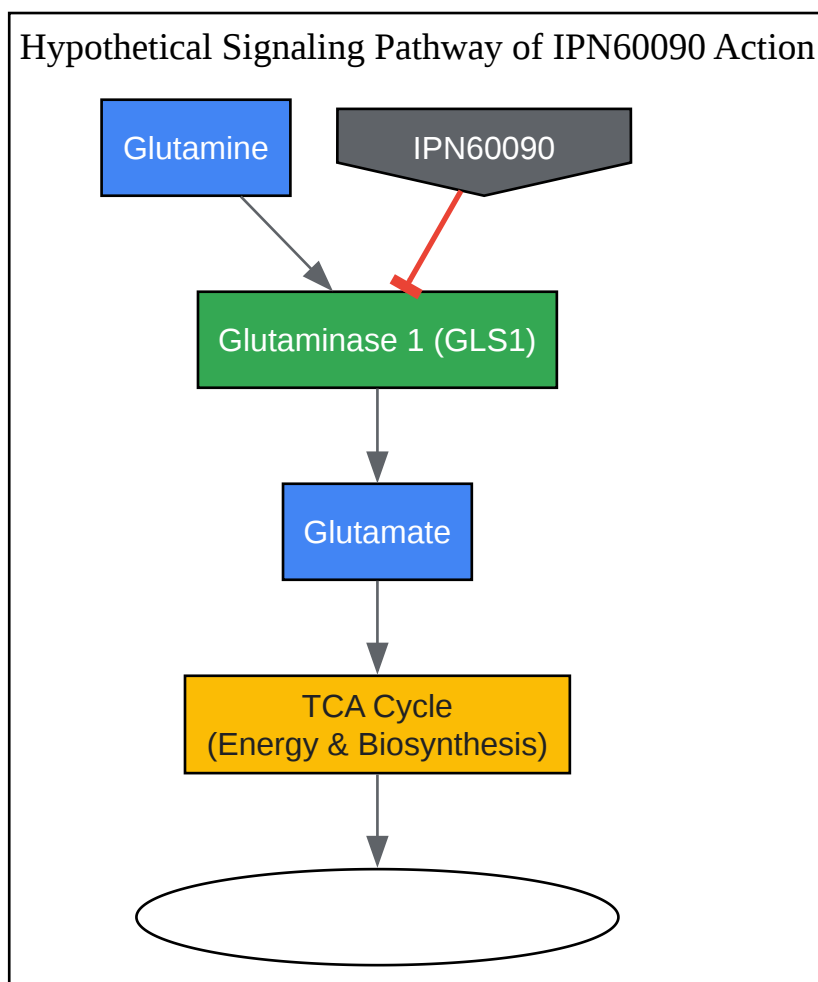 Hypothetical Signaling Pathway of IPN60090 Action
Glutamine
IPN60090
Glutaminase 1 (GLS1)
Glutamate
TCA Cycle
(Energy & Biosynthesis)